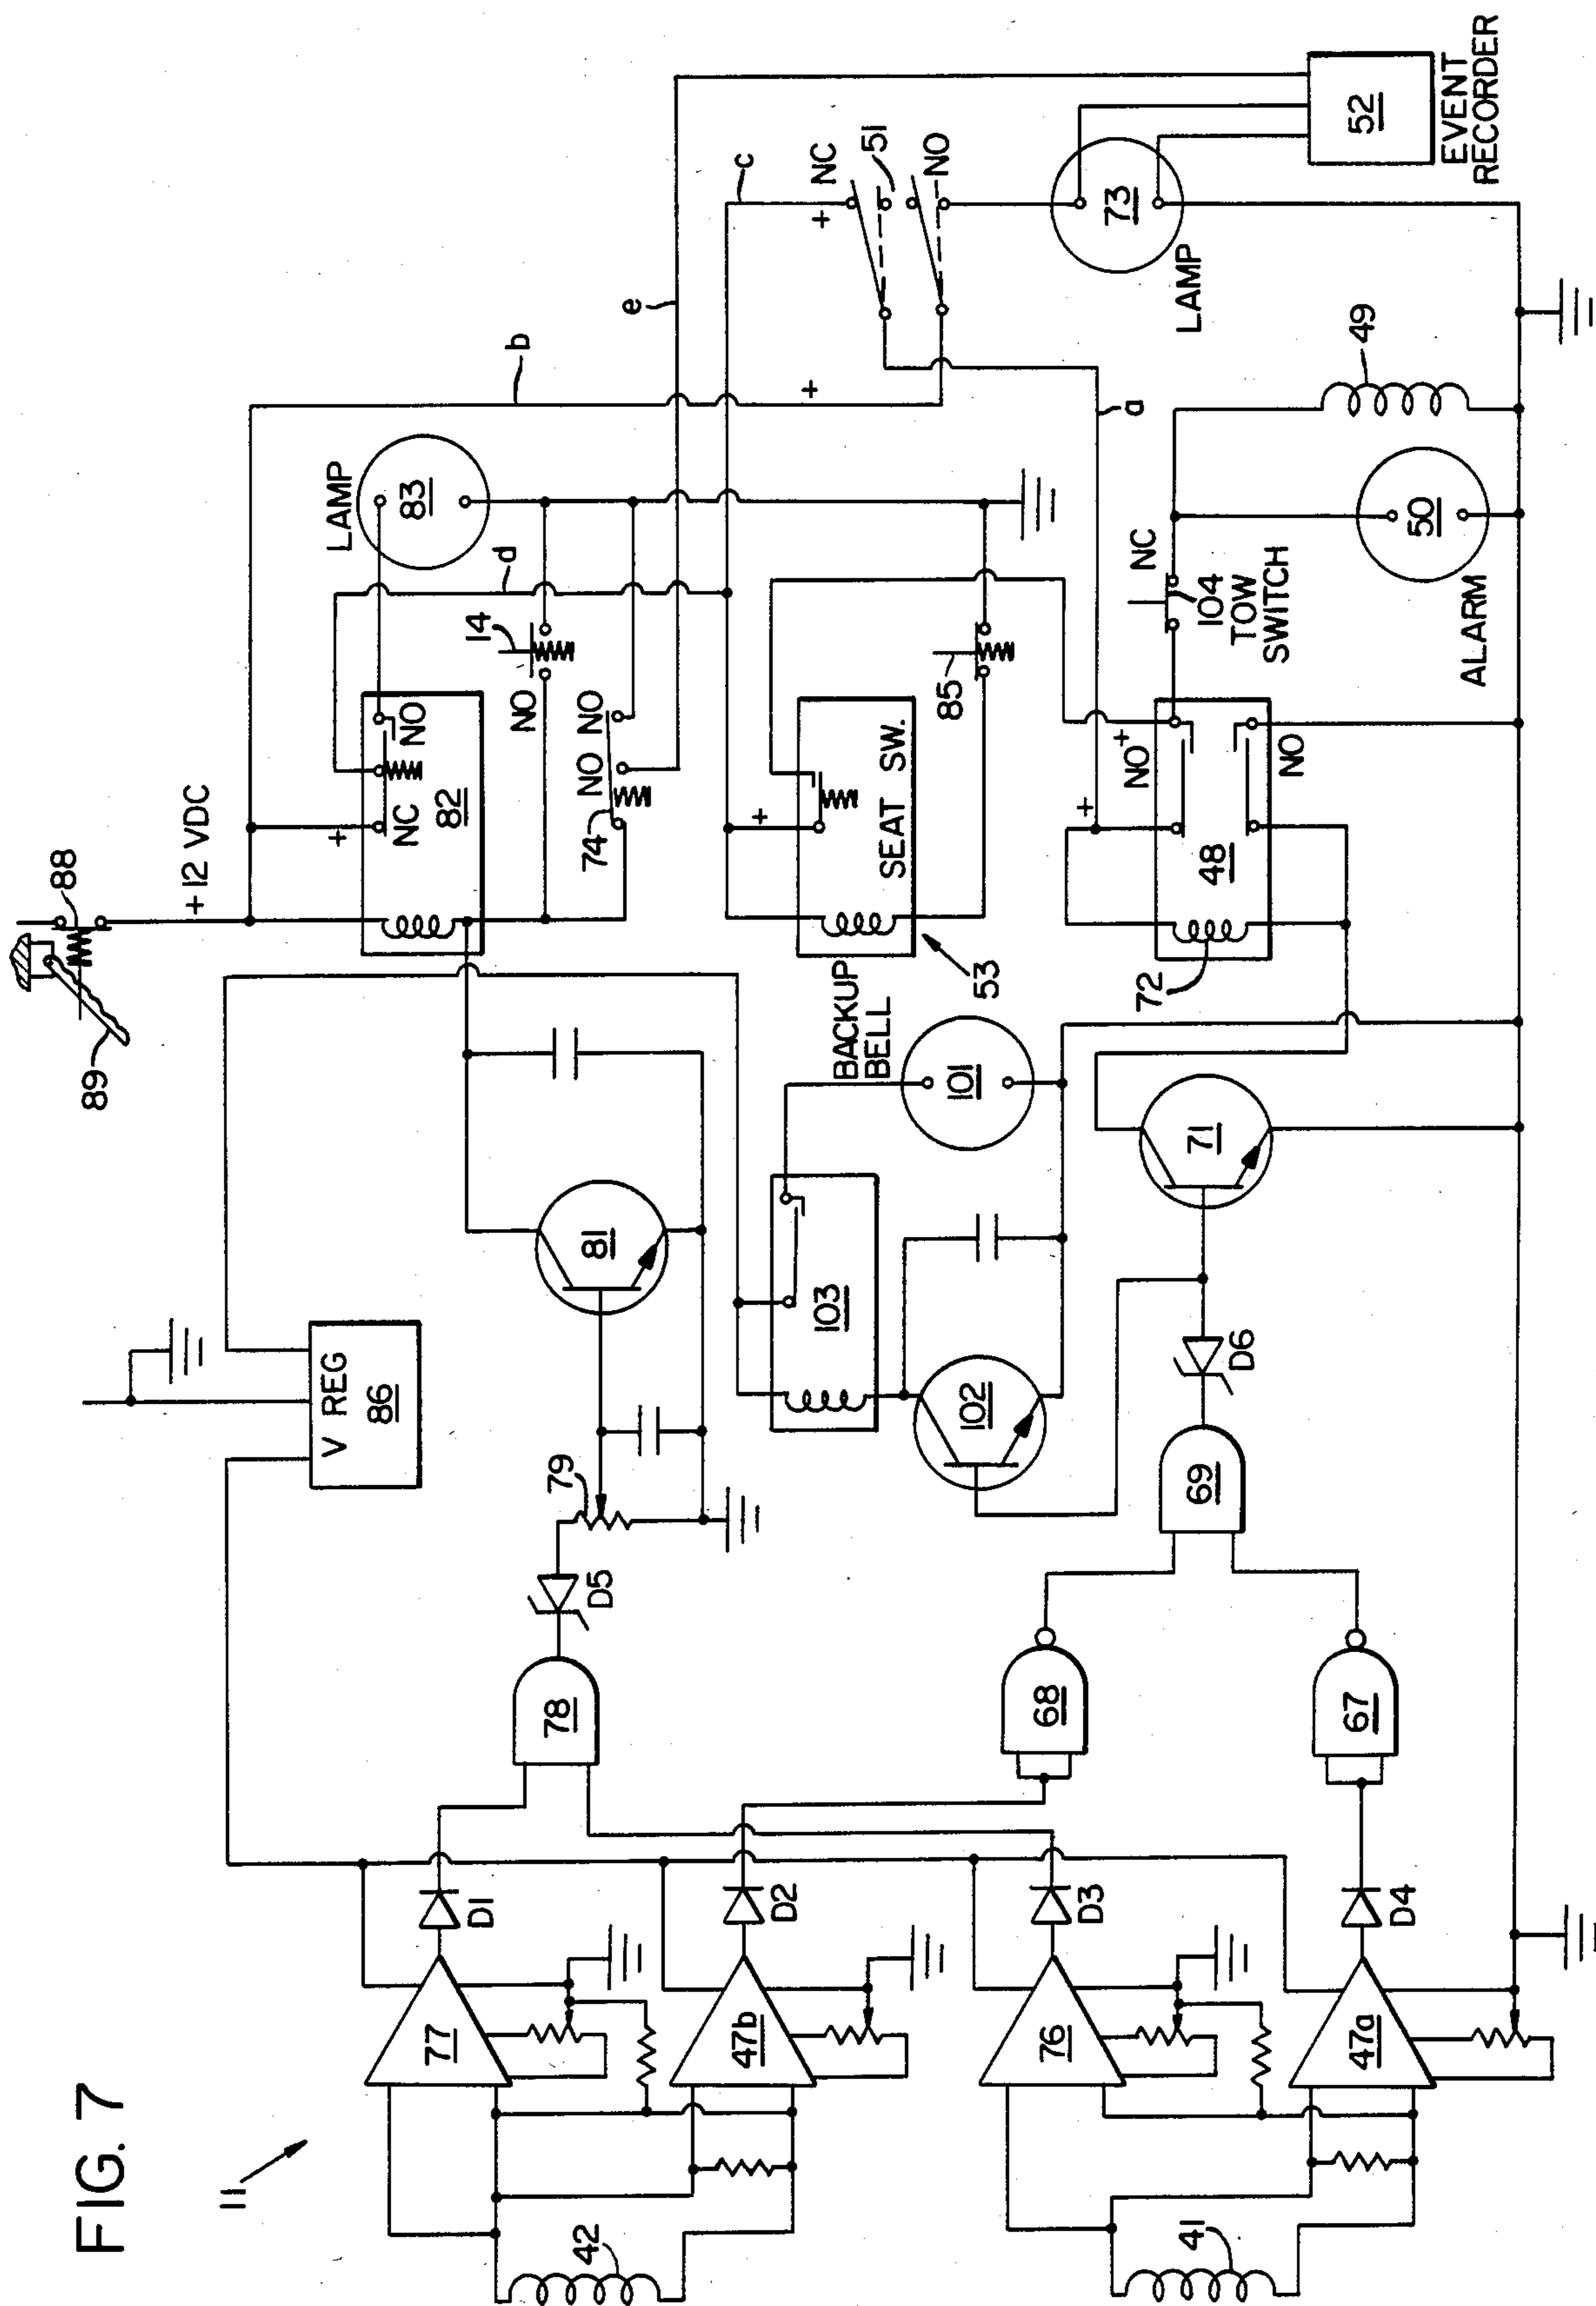 FIG. 7
11
89
88
+12 VDC
b
LAMP
83
d
V REG
86
+
NC
NO
82
14
NO
e
D1
77
42
D5
79
78
81
NO NO
74
c
+
NC
51
NO
+
BACKUP
BELL
+
SEAT SW.
53
85
D2
47b
103
101
102
73
LAMP
52
EVENT
RECORDER
a
D3
76
41
68
69
D6
71
72
+
NO
+
48
NO
NC
104
TOW
SWITCH
49
50
ALARM
D4
47a
67